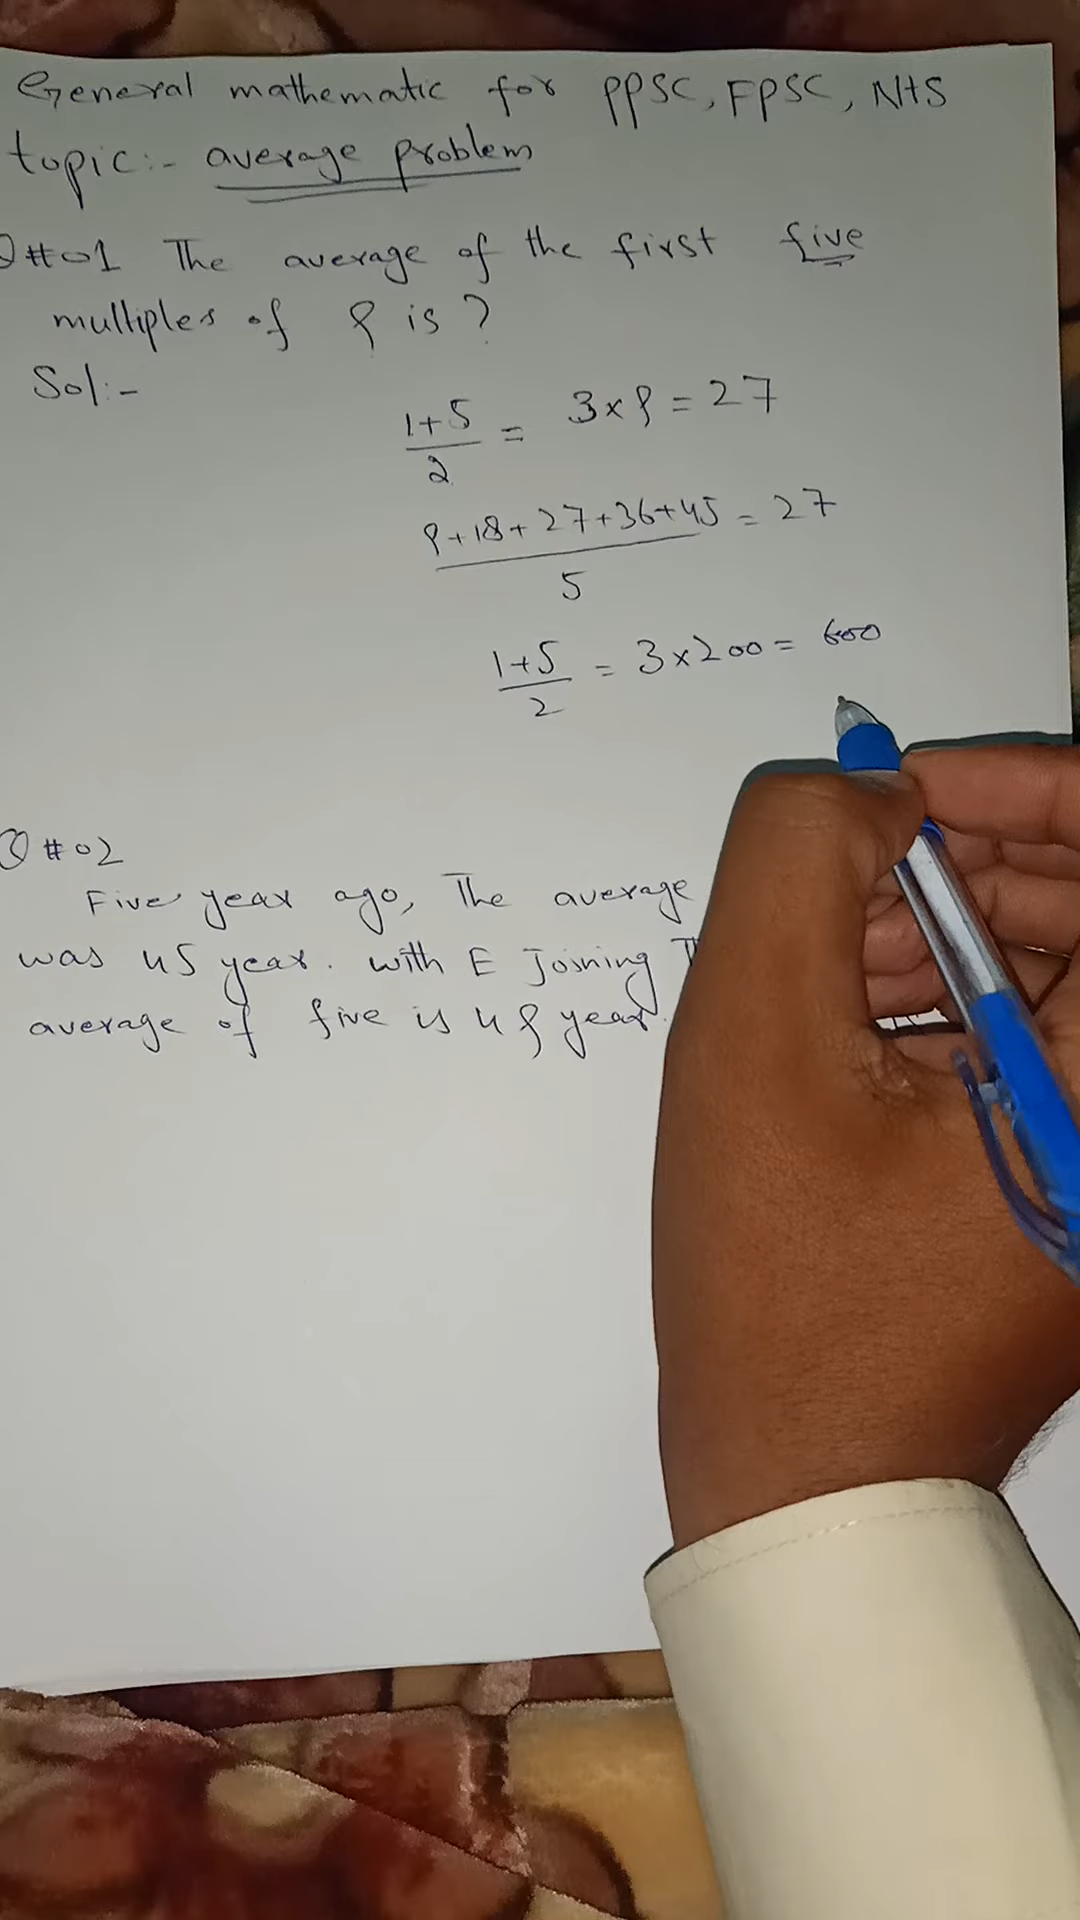 General mathematic for PPSC, FPSC, NTS
topic:- average problem
Q#01 The average of the first five
multiples of 9 is ?
Sol:-
1+5/2 = 3×9 = 27
9+18+27+36+45/5 = 27
1+5/2 = 3×200 = 600
Q#02
Five year ago, The average
was 45 year. with E Joining
average of five is 49 year.